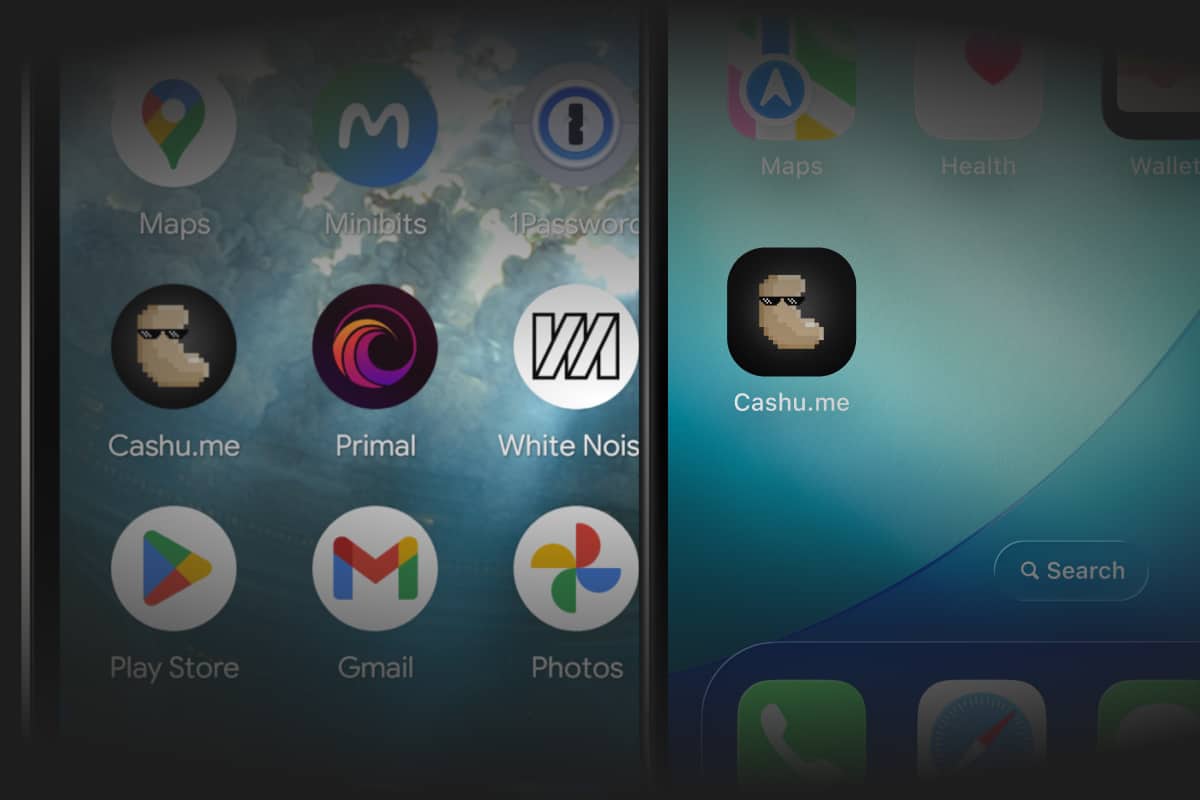 Maps
Minibits
1Password
Cashu.me
Primal
White Nois
Play Store
Gmail
Photos
Maps
Health
Wallet
Cashu.me
Search